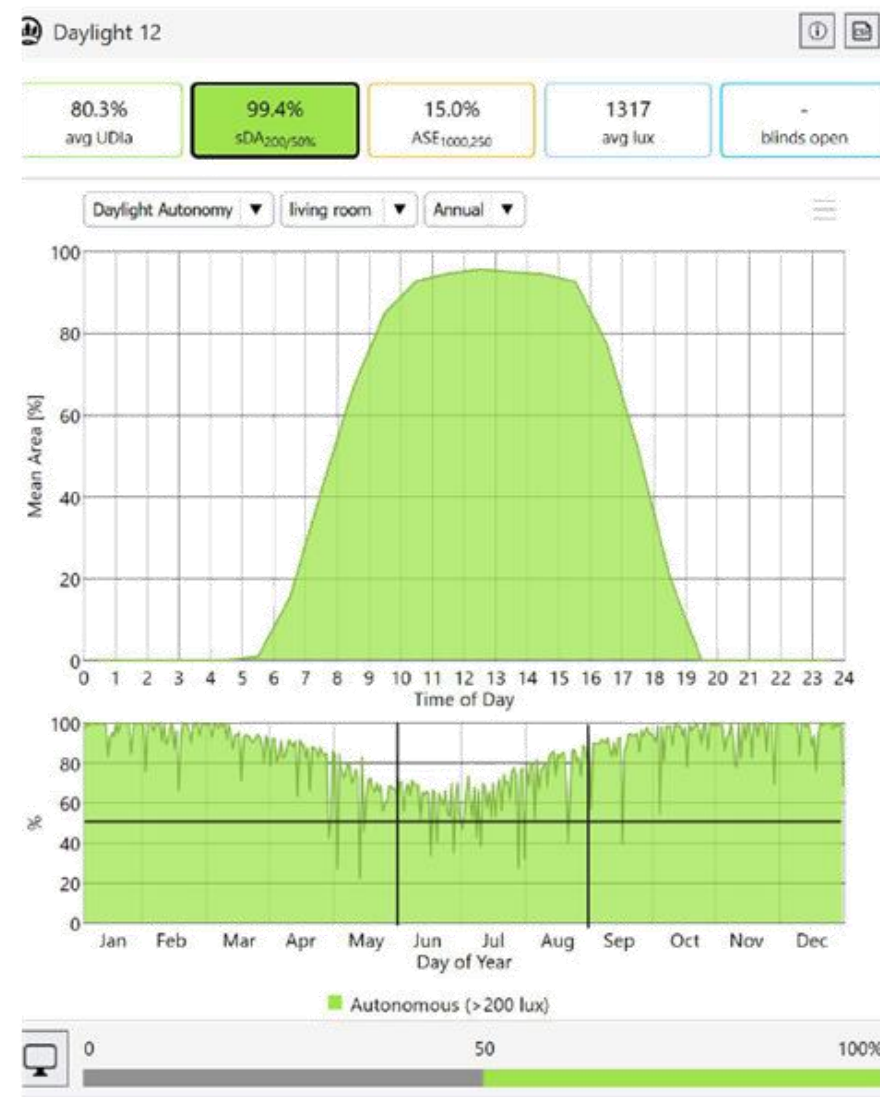 Daylight 12
80.3% 99.4% 15.0% 1317 -
avg UDIa sDA200/50% ASE1000,250 avg lux blinds open
Daylight Autonomy ▼ living room ▼ Annual ▼
100
80
60
40
20
0
Mean Area [%]
0 1 2 3 4 5 6 7 8 9 10 11 12 13 14 15 16 17 18 19 20 21 22 23 24
Time of Day
100
80
60
40
20
0
%
Jan Feb Mar Apr May Jun Jul Aug Sep Oct Nov Dec
Day of Year
Autonomous (>200 lux)
0 50 100%